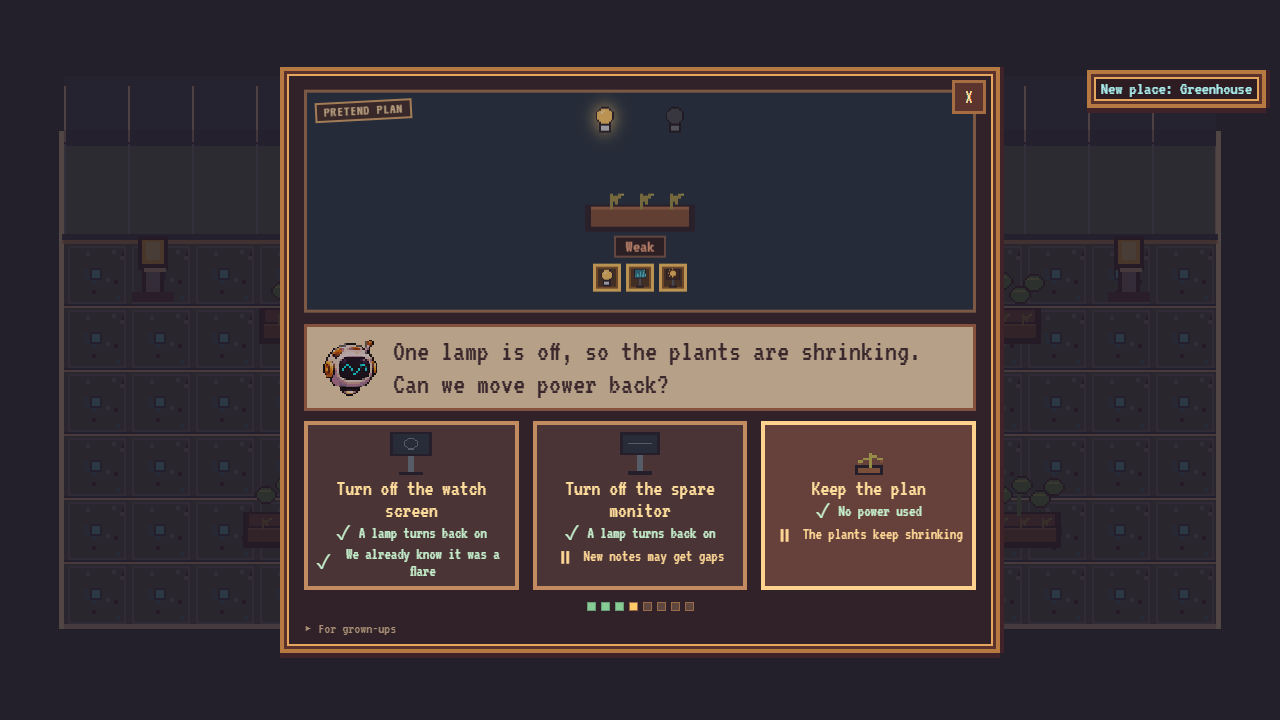 PRETEND PLAN
X
New place: Greenhouse
Weak
One lamp is off, so the plants are shrinking.
Can we move power back?
Turn off the watch
screen
✓ A lamp turns back on
✓ We already know it was a
flare
Turn off the spare
monitor
✓ A lamp turns back on
New notes may get gaps
Keep the plan
✓ No power used
The plants keep shrinking
▸ For grown-ups